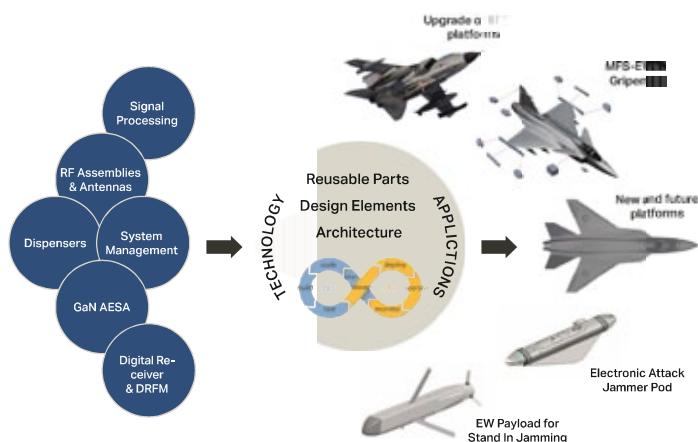 Signal
Processing
RF Assemblies
& Antennas
Dispensers
System
Management
GaN AESA
Digital Re-
ceiver
& DRFM
TECHNOLOGY
Reusable Parts
Design Elements
Architecture
APPLICTIONS
Upgrade
platforms
Gripen
New and future
platforms
Electronic Attack
Jammer Pod
EW Payload for
Stand In Jamming